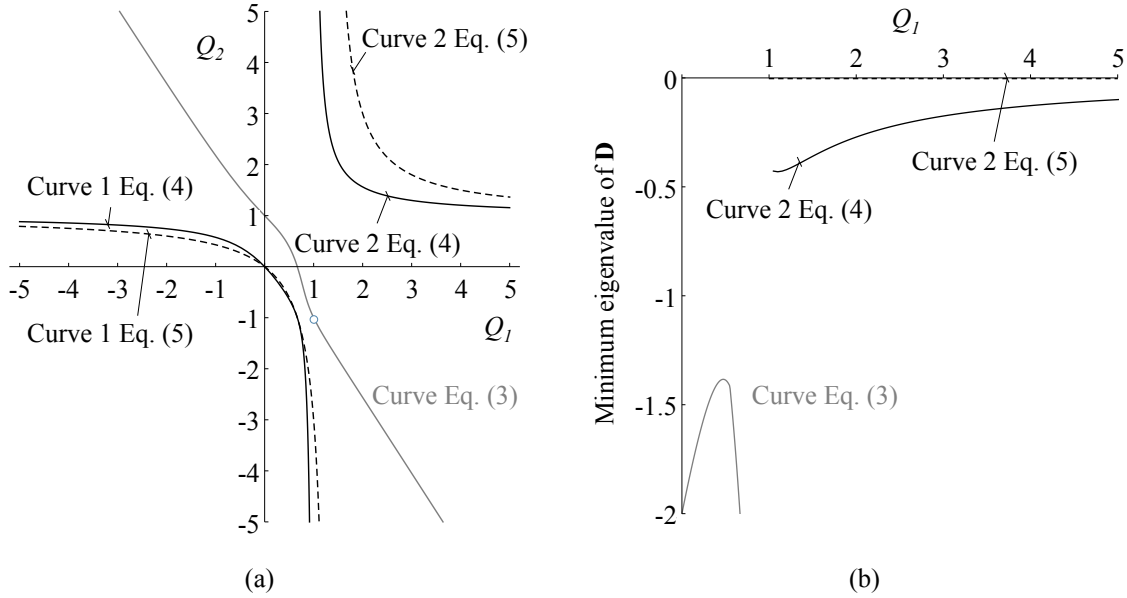 5
Q2
Curve 2 Eq. (5)
4
3
2
Curve 1 Eq. (4)
1
Curve 2 Eq. (4)
-5 -4 -3 -2 -1 1 2 3 4 5
Curve 1 Eq. (5)
-1
Q1
-2
Curve Eq. (3)
-3
-4
-5
(a)
Q1
1 2 3 4 5
0
Curve 2 Eq. (5)
-0.5
Curve 2 Eq. (4)
Minimum eigenvalue of D
-1
-1.5
Curve Eq. (3)
-2
(b)